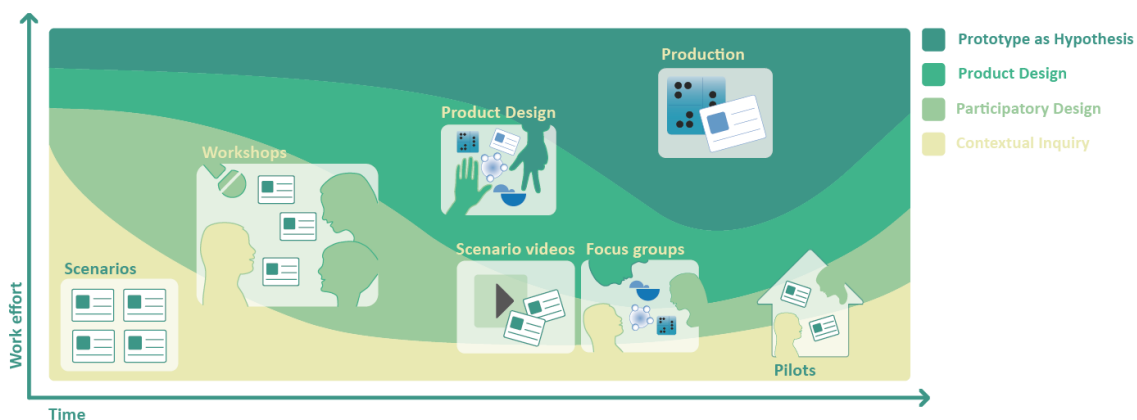 Prototype as Hypothesis
Production
Product Design
Product Design
Participatory Design
Workshops
Contextual Inquiry
Scenario videos
Focus groups
Scenarios
Work effort
Pilots
Time